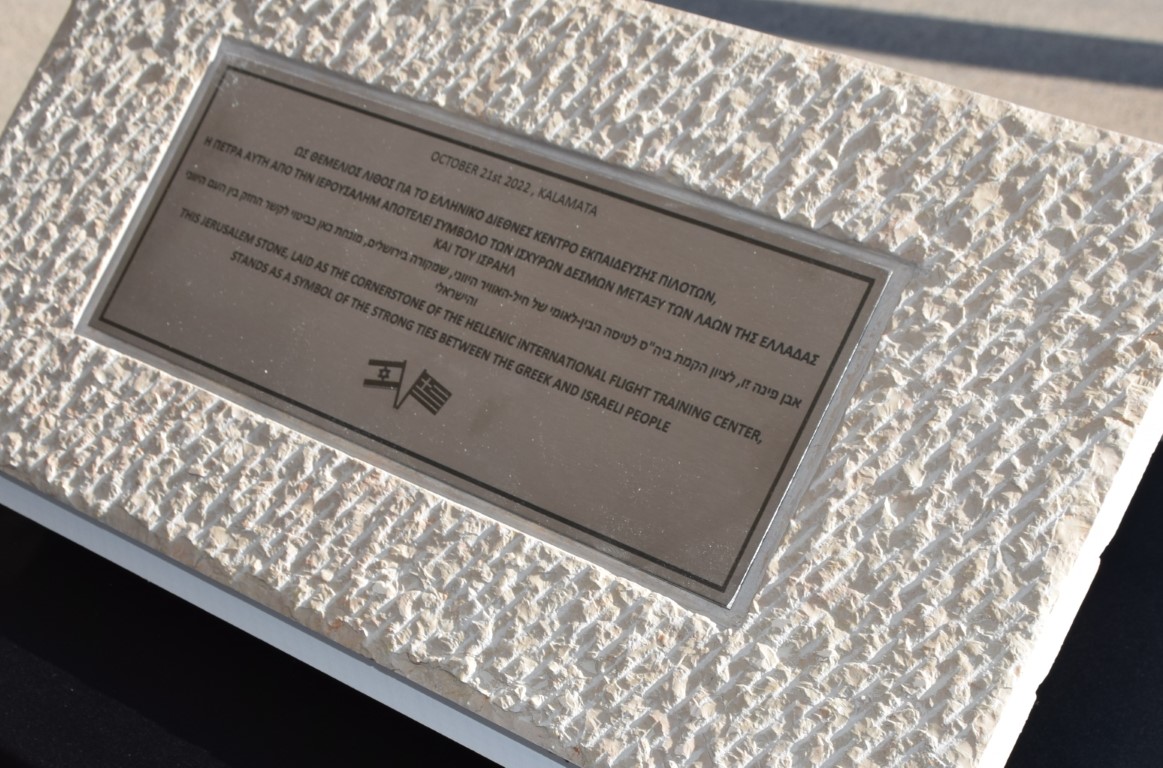 OCTOBER 21st 2022, KALAMATA
ΩΣ ΘΕΜΕΛΙΟΣ ΛΙΘΟΣ ΓΙΑ ΤΟ ΕΛΛΗΝΙΚΟ ΔΙΕΘΝΕΣ ΚΕΝΤΡΟ ΕΚΠΑΙΔΕΥΣΗΣ ΠΙΛΟΤΩΝ,
Η ΠΕΤΡΑ ΑΥΤΗ ΑΠΟ ΤΗΝ ΙΕΡΟΥΣΑΛΗΜ ΑΠΟΤΕΛΕΙ ΣΥΜΒΟΛΟ ΤΩΝ ΙΣΧΥΡΩΝ ΔΕΣΜΩΝ ΜΕΤΑΞΥ ΤΩΝ ΛΑΩΝ ΤΗΣ ΕΛΛΑΔΑΣ
ΚΑΙ ΤΟΥ ΙΣΡΑΗΛ
אבן פינה זו, לציון הקמת ביה"ס לטיסה הבין-לאומי של חיל-האוויר היווני, שמקורה בירושלים, מונחת כאן כביטוי לקשר החזק בין העם היווני
והישראלי
THIS JERUSALEM STONE, LAID AS THE CORNERSTONE OF THE HELLENIC INTERNATIONAL FLIGHT TRAINING CENTER,
STANDS AS A SYMBOL OF THE STRONG TIES BETWEEN THE GREEK AND ISRAELI PEOPLE